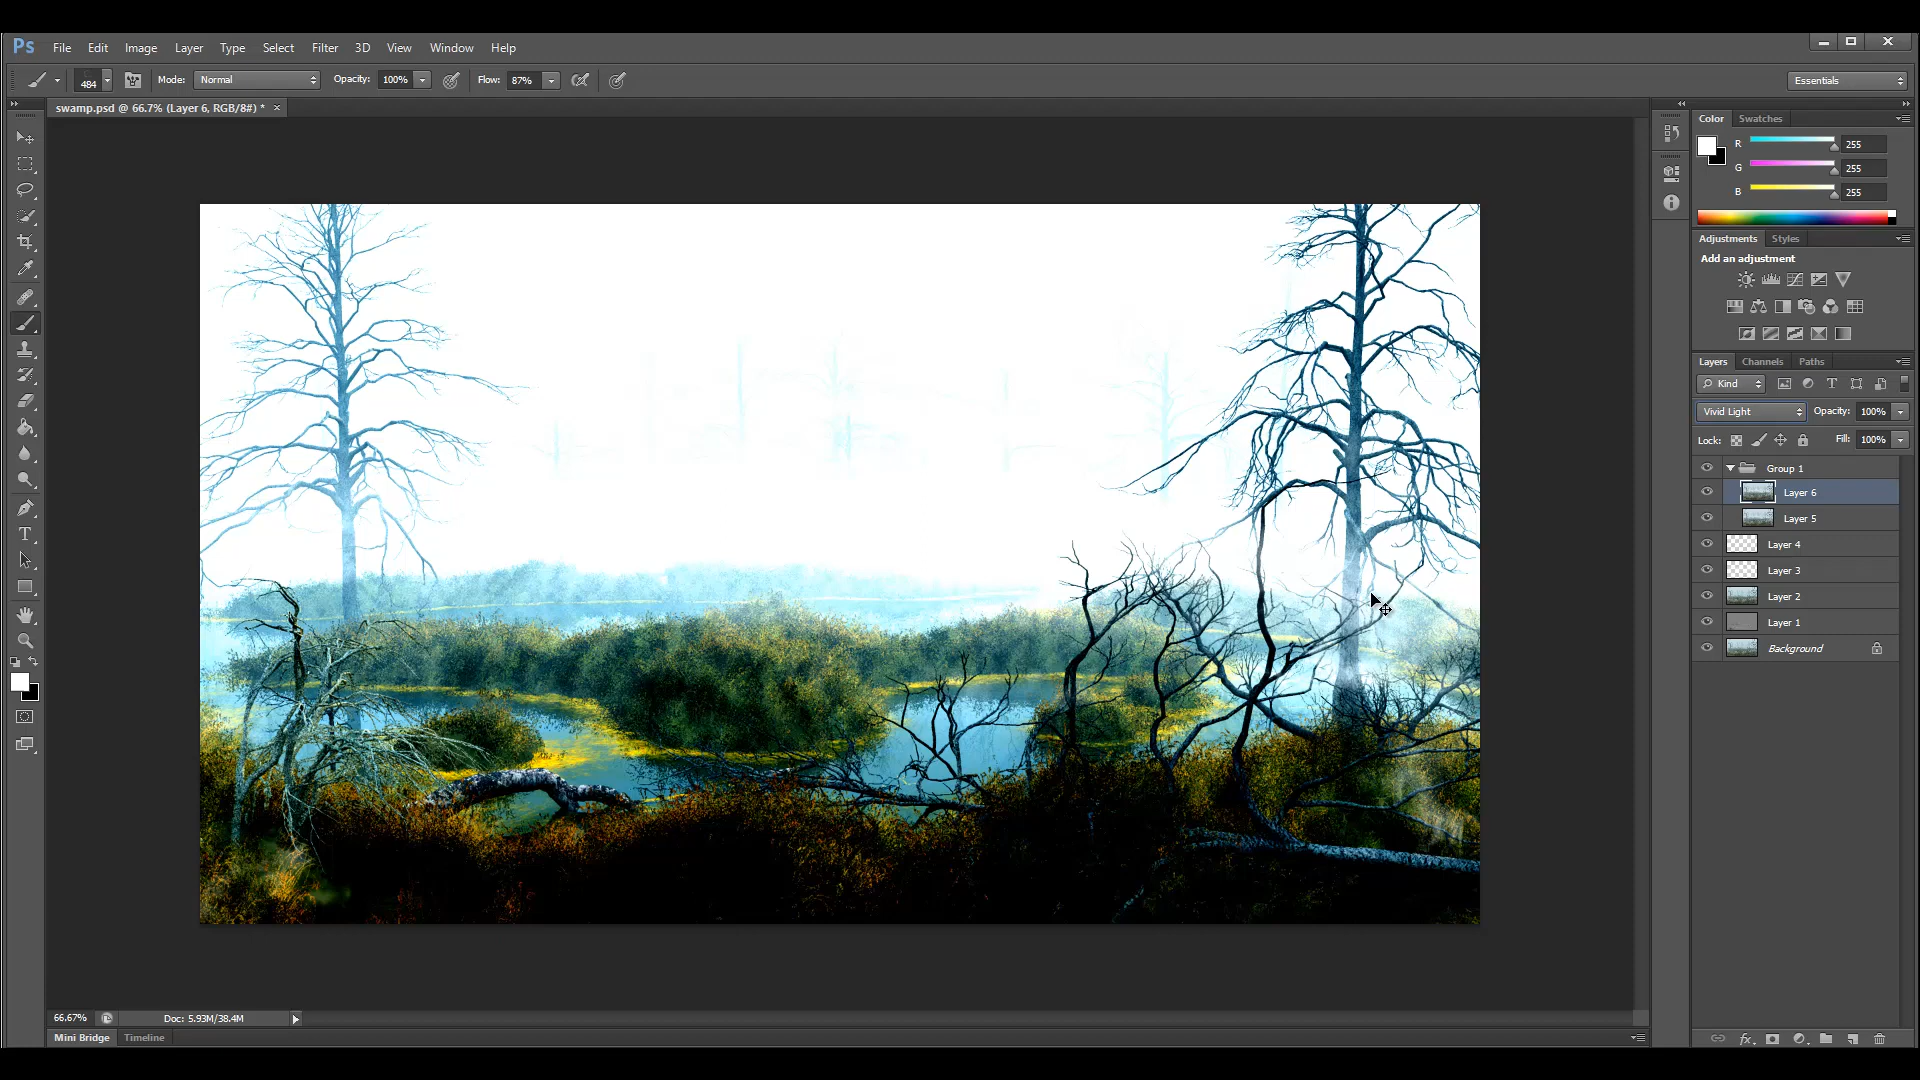 Ps File Edit Image Layer Type Select Filter 3D View Window Help
484 Mode: Normal Opacity: 100% Flow: 87% Essentials
swamp.psd @ 66.7% (Layer 6, RGB/8#) * ×
Color Swatches
R 255
G 255
B 255
Adjustments Styles
Add an adjustment
Layers Channels Paths
Kind
Vivid Light Opacity: 100%
Lock: Fill: 100%
Group 1
Layer 6
Layer 5
Layer 4
Layer 3
Layer 2
Layer 1
Background
66.67% Doc: 5.93M/38.4M
Mini Bridge Timeline